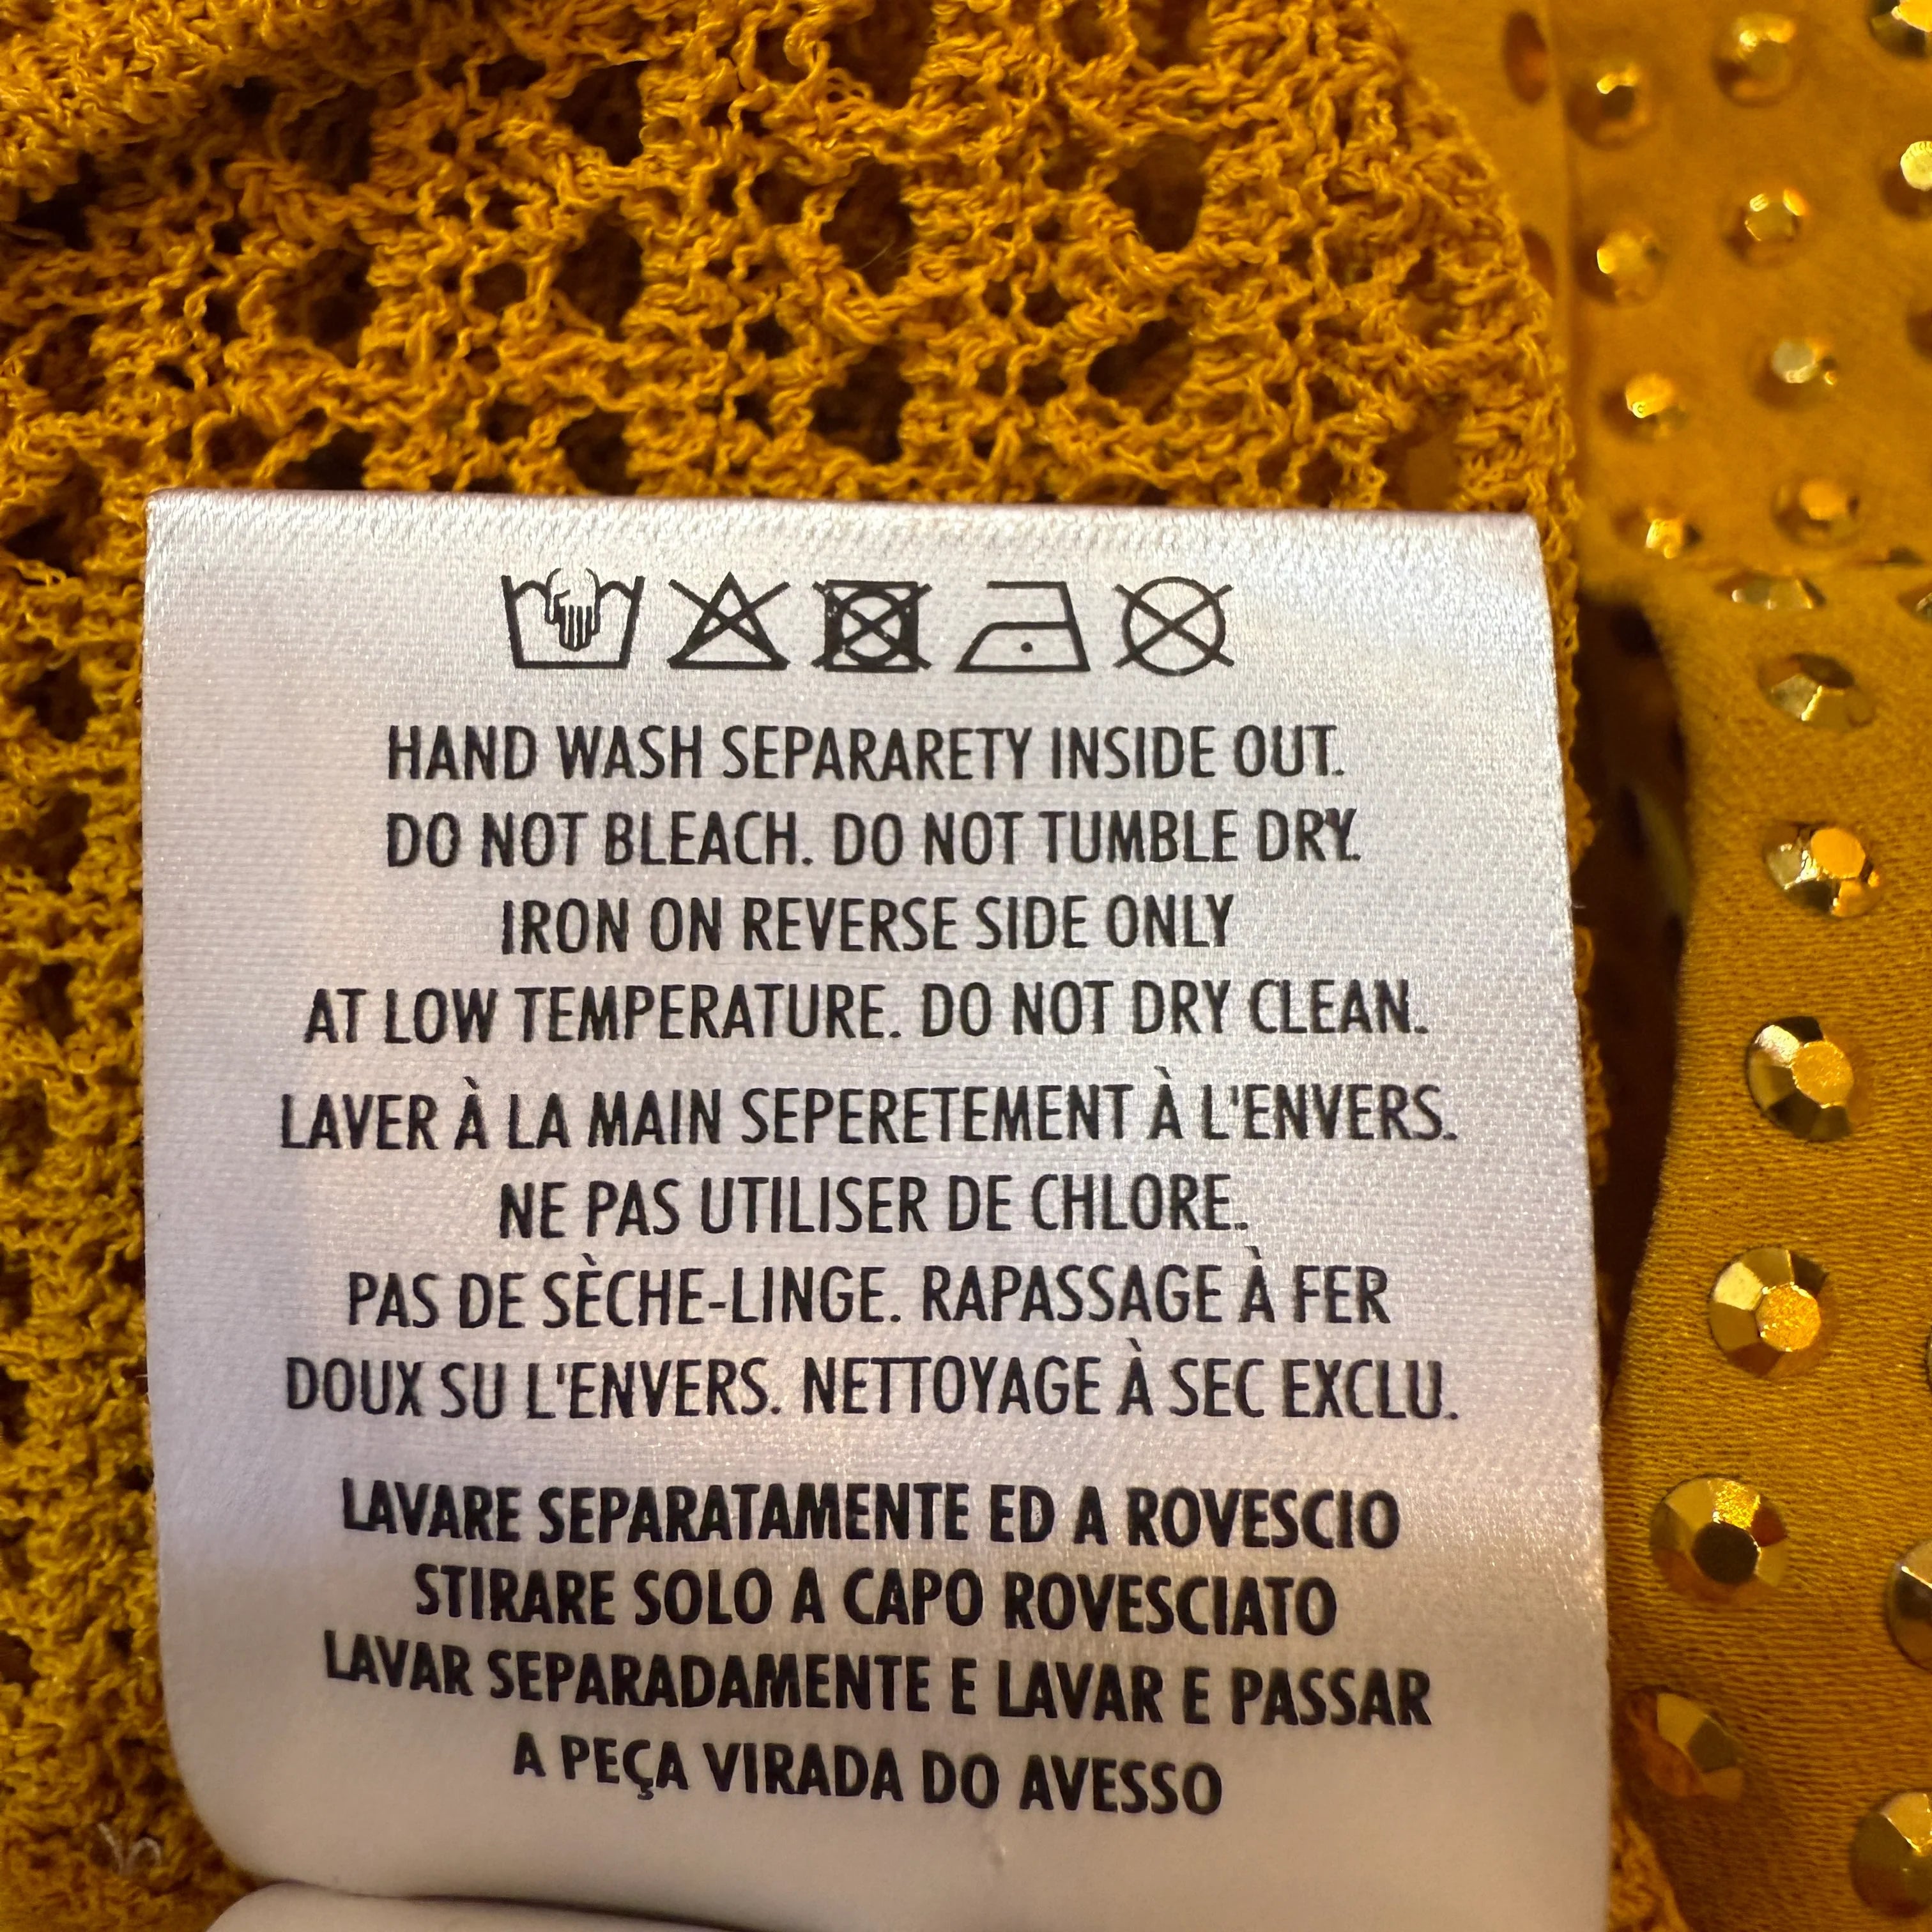 HAND WASH SEPARARETY INSIDE OUT.
DO NOT BLEACH. DO NOT TUMBLE DRY.
IRON ON REVERSE SIDE ONLY
AT LOW TEMPERATURE. DO NOT DRY CLEAN.
LAVER À LA MAIN SEPERETEMENT À L'ENVERS.
NE PAS UTILISER DE CHLORE.
PAS DE SÈCHE-LINGE. RAPASSAGE À FER
DOUX SU L'ENVERS. NETTOYAGE À SEC EXCLU.
LAVARE SEPARATAMENTE ED A ROVESCIO
STIRARE SOLO A CAPO ROVESCIATO
LAVAR SEPARADAMENTE E LAVAR E PASSAR
A PEÇA VIRADA DO AVESSO